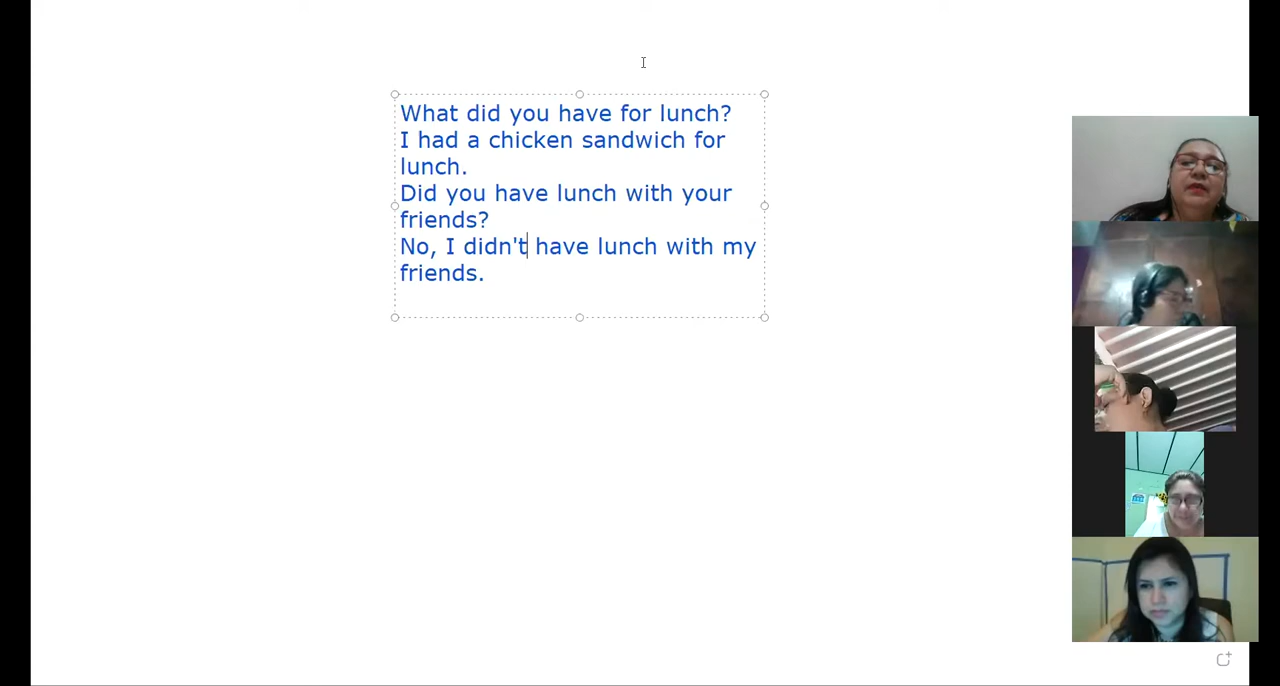 What did you have for lunch?
I had a chicken sandwich for
lunch.
Did you have lunch with your
friends?
No, I didn't have lunch with my
friends.